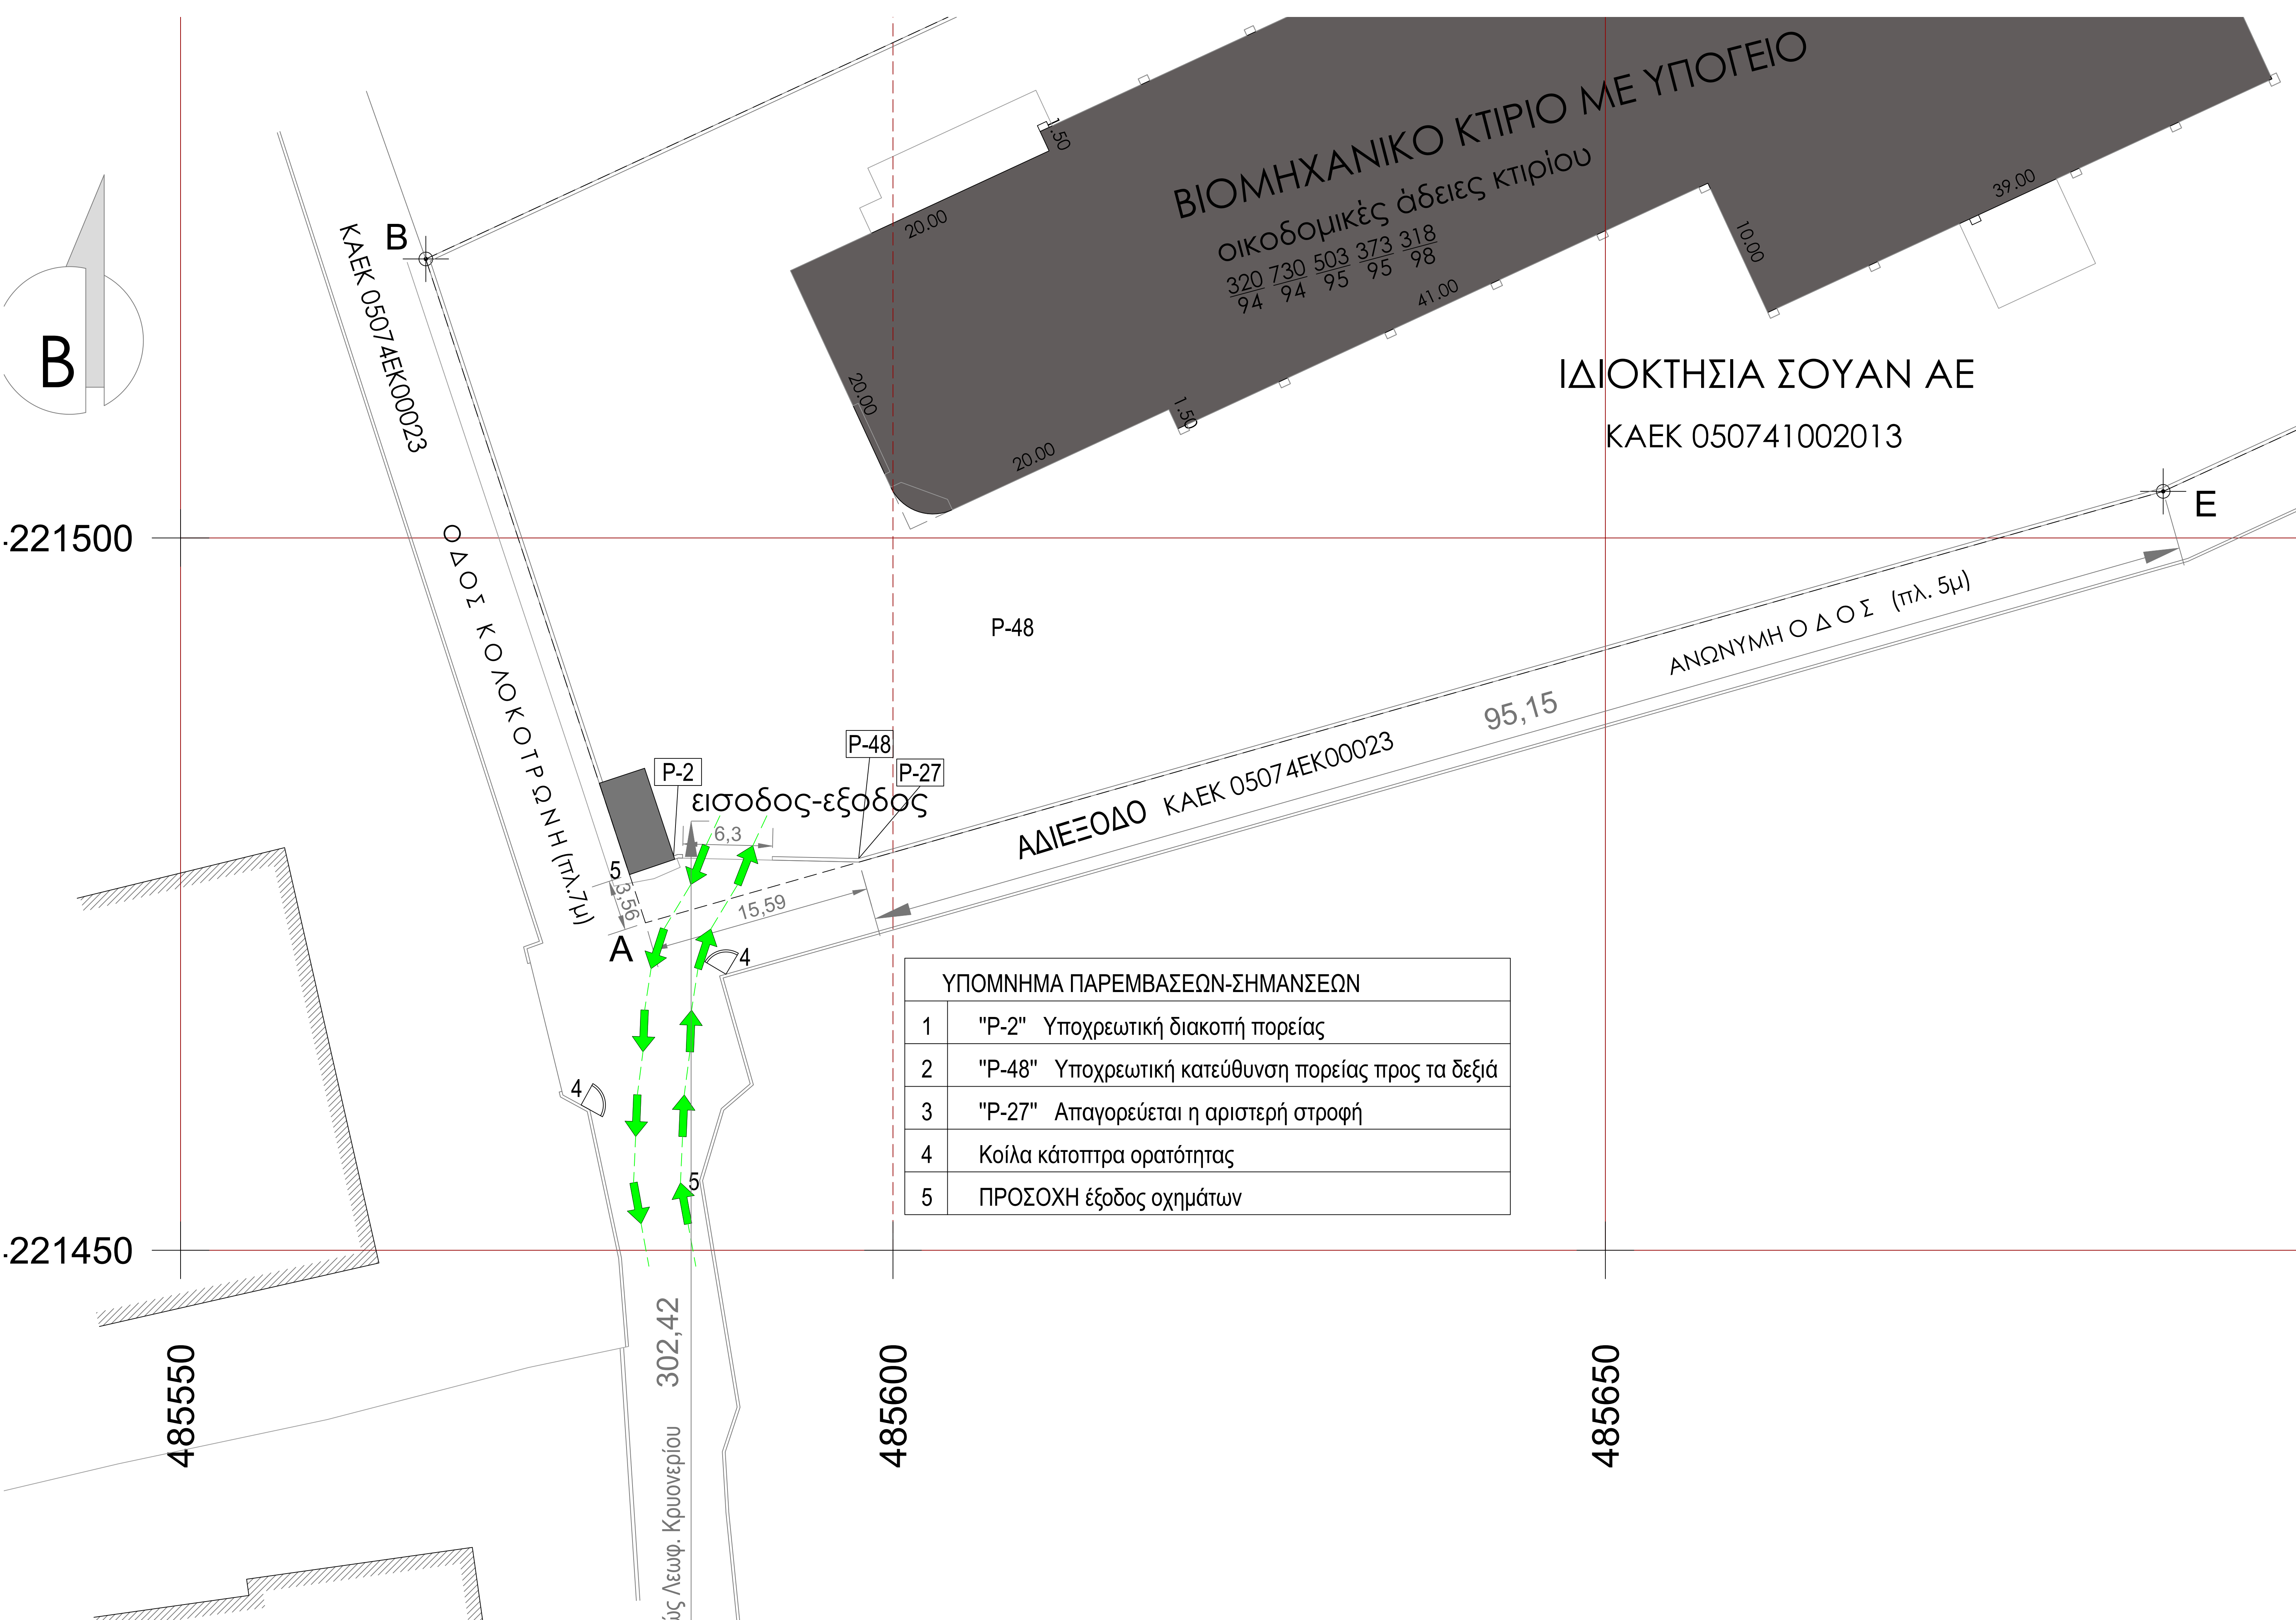 ΒΙΟΜΗΧΑΝΙΚΟ ΚΤΙΡΙΟ ΜΕ ΥΠΟΓΕΙΟ
οικοδομικές άδειες κτιρίου
320 730 503 373 318
94 94 95 95 98
1.50
20.00
39.00
10.00
41.00
20.00
1.50
20.00
Β
Β
ΚΑΕΚ 05074ΕΚ00023
ΙΔΙΟΚΤΗΣΙΑ ΣΟΥΑΝ ΑΕ
ΚΑΕΚ 050741002013
Ε
-221500
ΟΔΟΣ ΚΟΛΟΚΟΤΡΩΝΗ (πλ.7μ)
ΑΝΩΝΥΜΗ ΟΔΟΣ (πλ. 5μ)
P-48
95,15
P-48
P-2
P-27
εισοδος-εξοδος
6,3
ΑΔΙΕΞΟΔΟ ΚΑΕΚ 05074ΕΚ00023
5
3,56
15,59
Α
4
4
5
ΥΠΟΜΝΗΜΑ ΠΑΡΕΜΒΑΣΕΩΝ-ΣΗΜΑΝΣΕΩΝ
1 "P-2" Υποχρεωτική διακοπή πορείας
2 "P-48" Υποχρεωτική κατεύθυνση πορείας προς τα δεξιά
3 "P-27" Απαγορεύεται η αριστερή στροφή
4 Κοίλα κάτοπτρα ορατότητας
5 ΠΡΟΣΟΧΗ έξοδος οχημάτων
-221450
302,42
485550
485600
485650
Λεωφ. Κρυονερίου